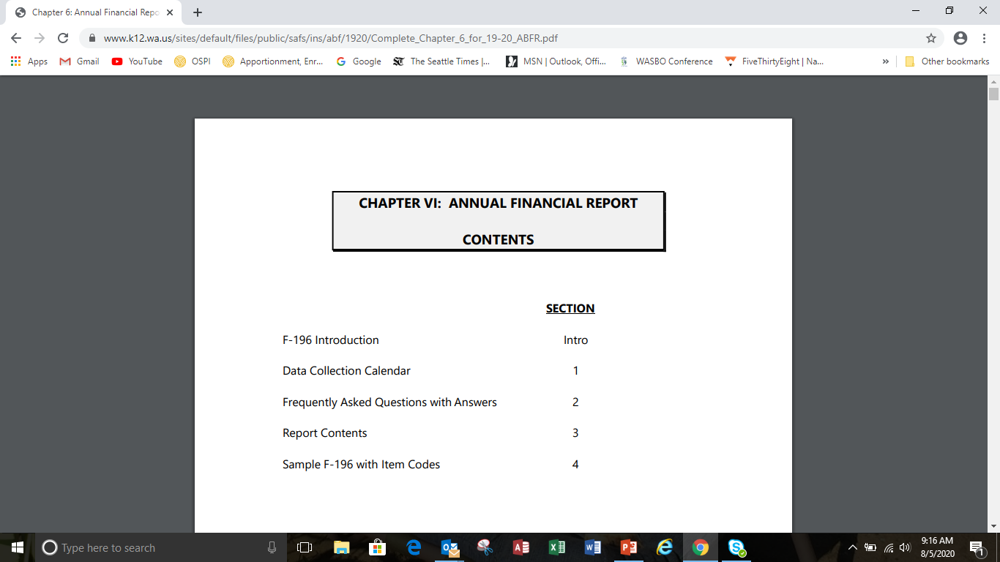 Chapter 6: Annual Financial Repo
www.k12.wa.us/sites/default/files/public/safs/ins/abf/1920/Complete_Chapter_6_for_19-20_ABFR.pdf
Apps Gmail YouTube OSPI Apportionment, Enr... Google The Seattle Times |... MSN | Outlook, Offi... WASBO Conference FiveThirtyEight | Na... » Other bookmarks
CHAPTER VI: ANNUAL FINANCIAL REPORT
CONTENTS
SECTION
F-196 Introduction Intro
Data Collection Calendar 1
Frequently Asked Questions with Answers 2
Report Contents 3
Sample F-196 with Item Codes 4
Type here to search
9:16 AM
8/5/2020
1